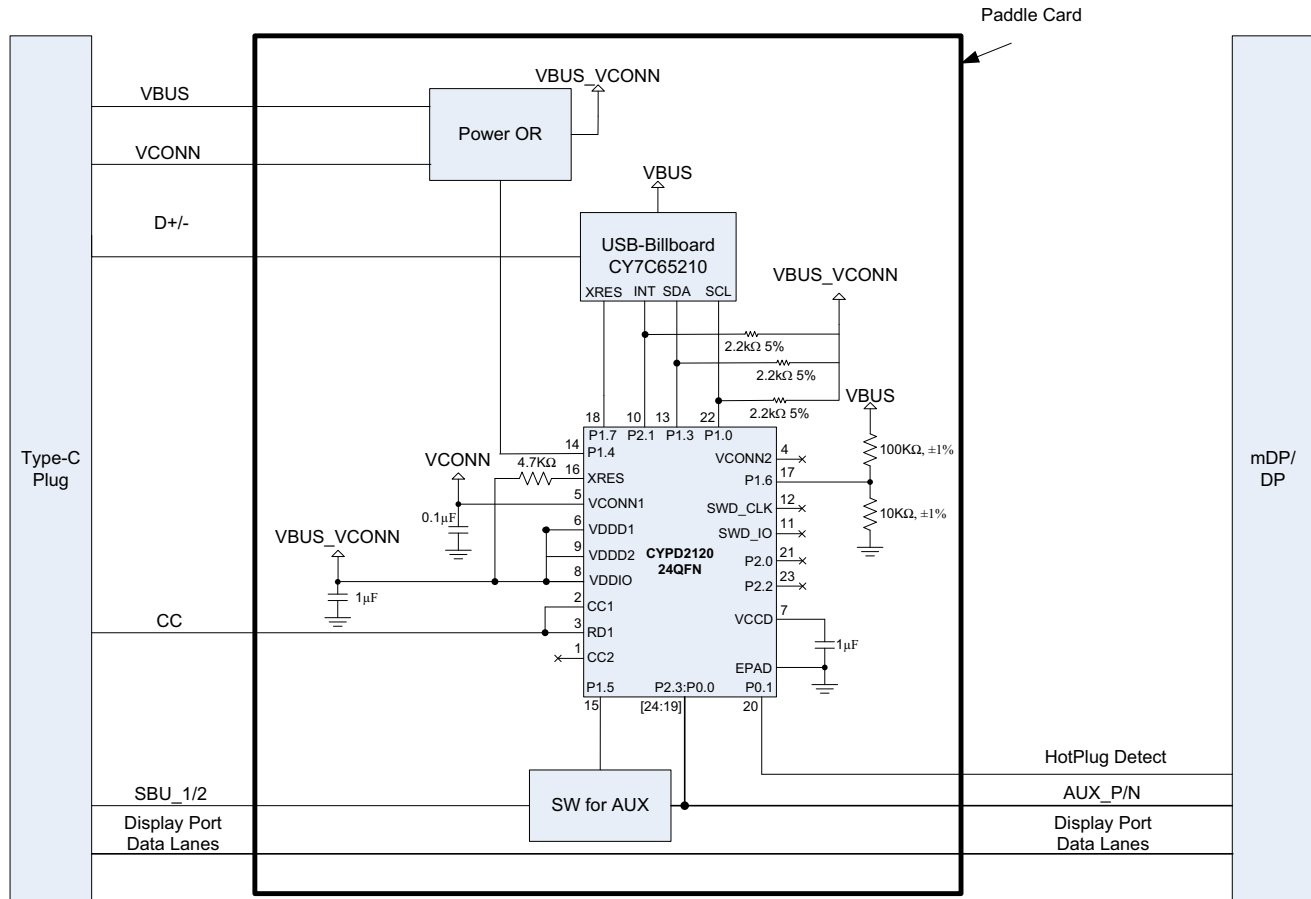 Paddle Card
VBUS
VCONN
D+/-
Power OR
VBUS_VCONN
VBUS
USB-Billboard
CY7C65210
XRES INT SDA SCL
VBUS_VCONN
2.2kΩ 5%
2.2kΩ 5%
2.2kΩ 5%
VBUS
100KΩ, ±1%
10KΩ, ±1%
Type-C
Plug
mDP/
DP
18 10 13 22
P1.7 P2.1 P1.3 P1.0
14
P1.4
4.7KΩ
16
XRES
VCONN
5
VCONN1
0.1µF
6
VDDD1
VBUS_VCONN
9
VDDD2
8
VDDIO
1µF
2
CC1
CC
3
RD1
1
CC2
CYPD2120
24QFN
4
VCONN2
17
P1.6
12
SWD_CLK
11
SWD_IO
21
P2.0
23
P2.2
7
VCCD
1µF
EPAD
P1.5 P2.3:P0.0 P0.1
15 [24:19] 20
HotPlug Detect
SBU_1/2
SW for AUX
AUX_P/N
Display Port
Data Lanes
Display Port
Data Lanes